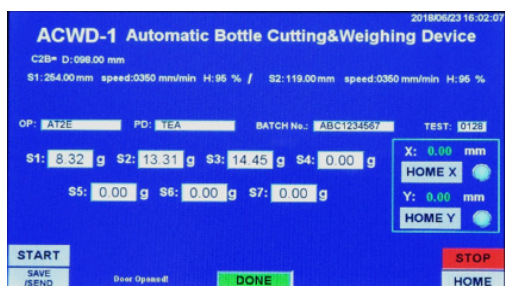 2018/06/23 16:02:07
ACWD-1 Automatic Bottle Cutting&Weighing Device
C2B= D:098.00 mm
S1:254.00mm speed:0350 mm/min H:95 % / S2:119.00mm speed:0350 mm/min H:95 %
OP: AT2E PD: TEA BATCH No.: ABC1234567 TEST: 0128
S1: 8.32 g S2: 13.31 g S3: 14.45 g S4: 0.00 g
X: 0.00 mm
HOME X
S5: 0.00 g S6: 0.00 g S7: 0.00 g
Y: 0.00 mm
HOME Y
START
STOP
SAVE
/SEND
Door Opened!
DONE
HOME